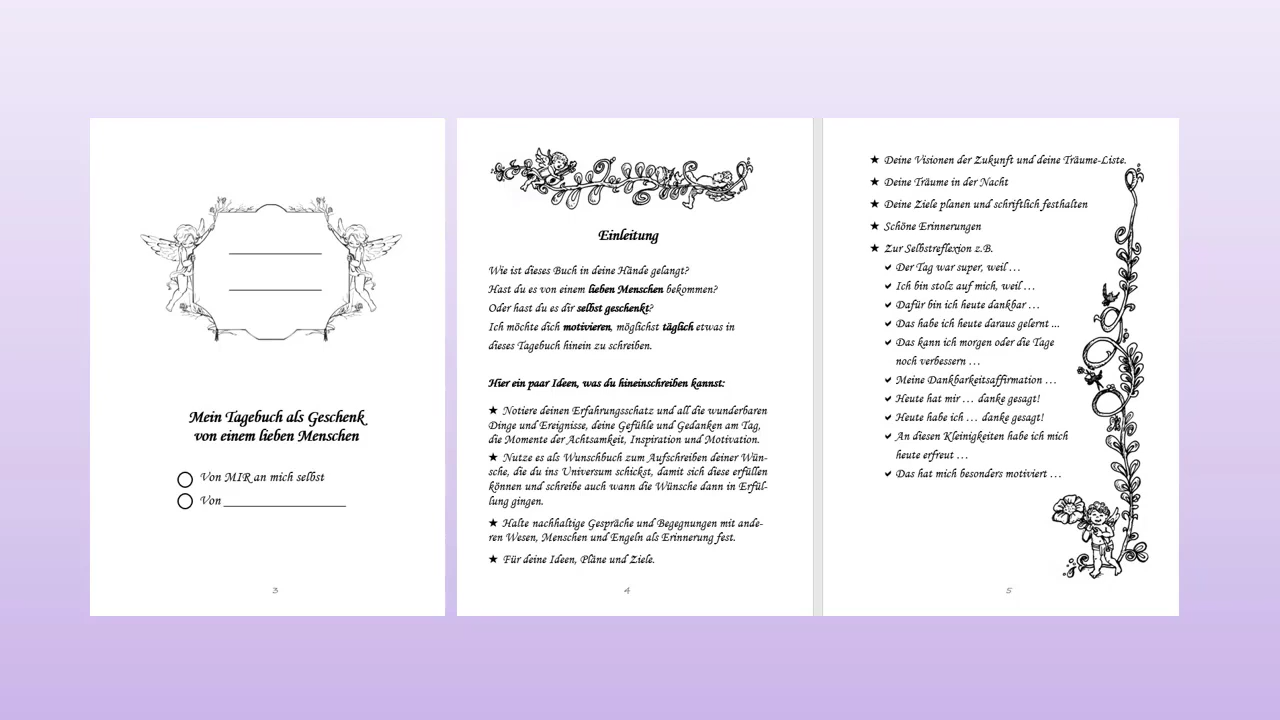 Mein Tagebuch als Geschenk
von einem lieben Menschen
Von MIR an mich selbst
Von ____________________
3
Einleitung
Wie ist dieses Buch in deine Hände gelangt?
Hast du es von einem lieben Menschen bekommen?
Oder hast du es dir selbst geschenkt?
Ich möchte dich motivieren, möglichst täglich etwas in
dieses Tagebuch hinein zu schreiben.
Hier ein paar Ideen, was du hineinschreiben kannst:
★ Notiere deinen Erfahrungsschatz und all die wunderbaren
Dinge und Ereignisse, deine Gefühle und Gedanken am Tag,
die Momente der Achtsamkeit, Inspiration und Motivation.
★ Nutze es als Wunschbuch zum Aufschreiben deiner Wün-
sche, die du ins Universum schickst, damit sich diese erfüllen
können und schreibe auch wann die Wünsche dann in Erfül-
lung gingen.
★ Halte nachhaltige Gespräche und Begegnungen mit ande-
ren Wesen, Menschen und Engeln als Erinnerung fest.
★ Für deine Ideen, Pläne und Ziele.
4
★ Deine Visionen der Zukunft und deine Träume-Liste.
★ Deine Träume in der Nacht
★ Deine Ziele planen und schriftlich festhalten
★ Schöne Erinnerungen
★ Zur Selbstreflexion z.B.
✓ Der Tag war super, weil …
✓ Ich bin stolz auf mich, weil …
✓ Dafür bin ich heute dankbar …
✓ Das habe ich heute daraus gelernt ...
✓ Das kann ich morgen oder die Tage
noch verbessern …
✓ Meine Dankbarkeitsaffirmation …
✓ Heute hat mir … danke gesagt!
✓ Heute habe ich … danke gesagt!
✓ An diesen Kleinigkeiten habe ich mich
heute erfreut …
✓ Das hat mich besonders motiviert …
5